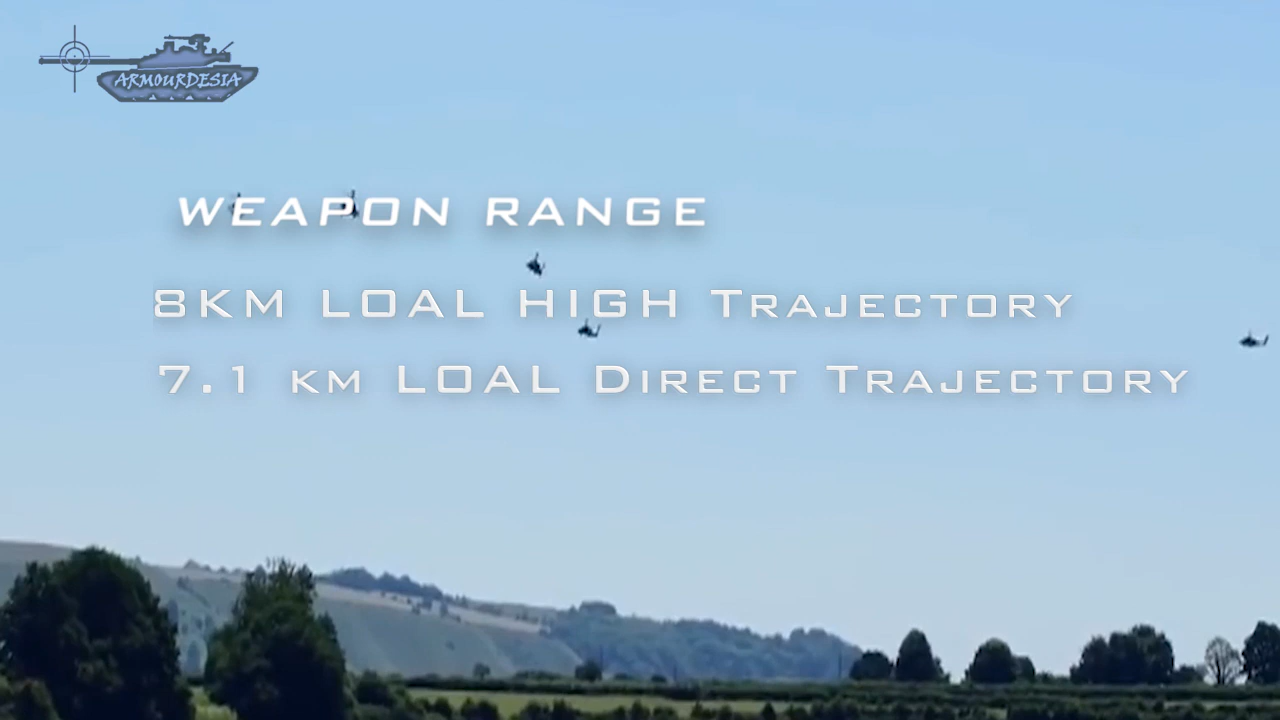 ARMOURDESIA
WEAPON RANGE
8KM LOAL HIGH TRAJECTORY
7.1 KM LOAL DIRECT TRAJECTORY